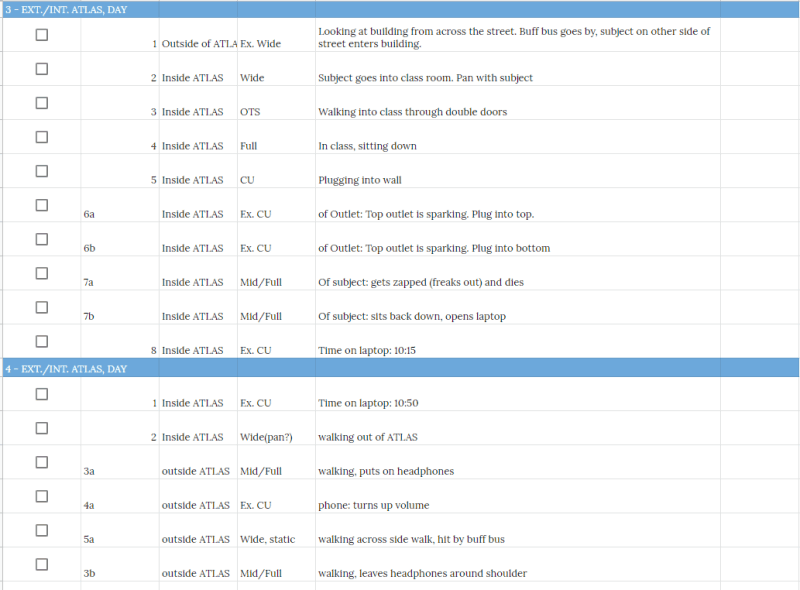 3 - EXT./INT. ATLAS, DAY
1 Outside of ATLA Ex. Wide Looking at building from across the street. Buff bus goes by, subject on other side of
street enters building.
2 Inside ATLAS Wide Subject goes into class room. Pan with subject
3 Inside ATLAS OTS Walking into class through double doors
4 Inside ATLAS Full In class, sitting down
5 Inside ATLAS CU Plugging into wall
6a Inside ATLAS Ex. CU of Outlet: Top outlet is sparking. Plug into top.
6b Inside ATLAS Ex. CU of Outlet: Top outlet is sparking. Plug into bottom
7a Inside ATLAS Mid/Full Of subject: gets zapped (freaks out) and dies
7b Inside ATLAS Mid/Full Of subject: sits back down, opens laptop
8 Inside ATLAS Ex. CU Time on laptop: 10:15
4 - EXT./INT. ATLAS, DAY
1 Inside ATLAS Ex. CU Time on laptop: 10:50
2 Inside ATLAS Wide(pan?) walking out of ATLAS
3a outside ATLAS Mid/Full walking, puts on headphones
4a outside ATLAS Ex. CU phone: turns up volume
5a outside ATLAS Wide, static walking across side walk, hit by buff bus
3b outside ATLAS Mid/Full walking, leaves headphones around shoulder